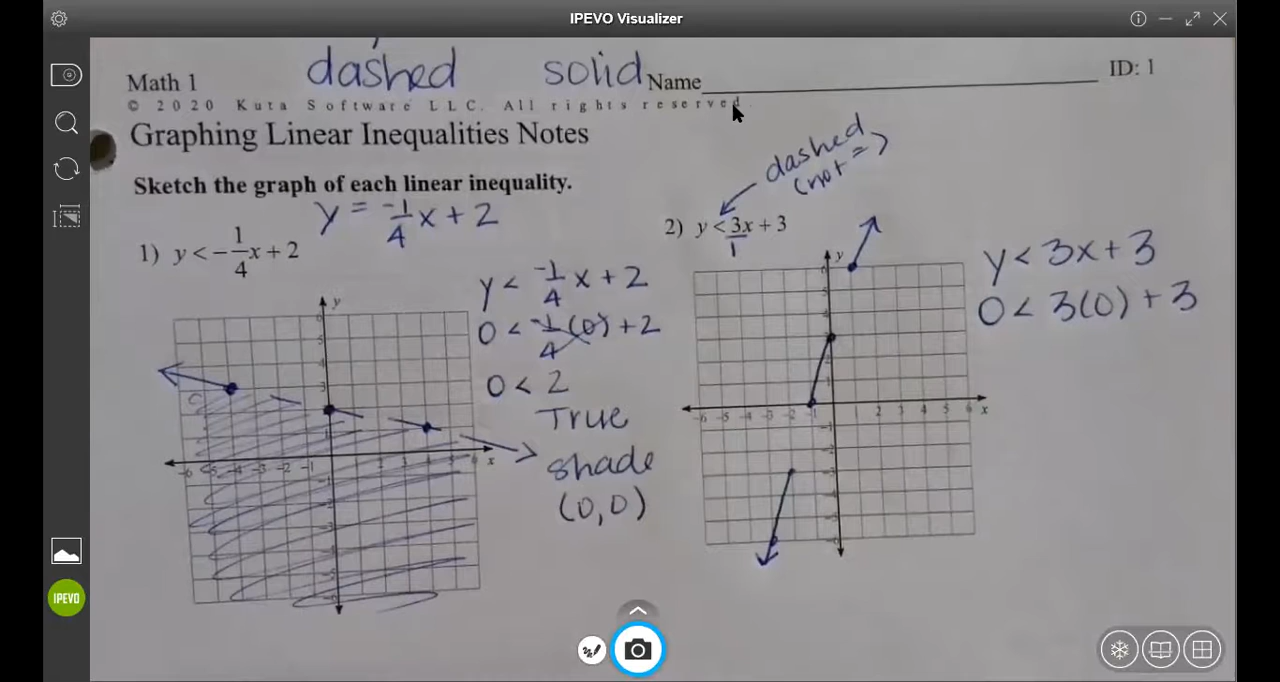 IPEVO Visualizer
dashed solid
Math 1 Name ID: 1
© 2020 Kuta Software LLC. All rights reserved.
Graphing Linear Inequalities Notes
Sketch the graph of each linear inequality.
y = -1/4 x + 2
1) y < -1/4 x + 2
y < -1/4 x + 2
0 < -1/4 (0) + 2
0 < 2
True
shade
(0,0)
dashed
(not =)
2) y < 3x/1 + 3
y < 3x + 3
0 < 3(0) + 3
y
x
y
x
IPEVO